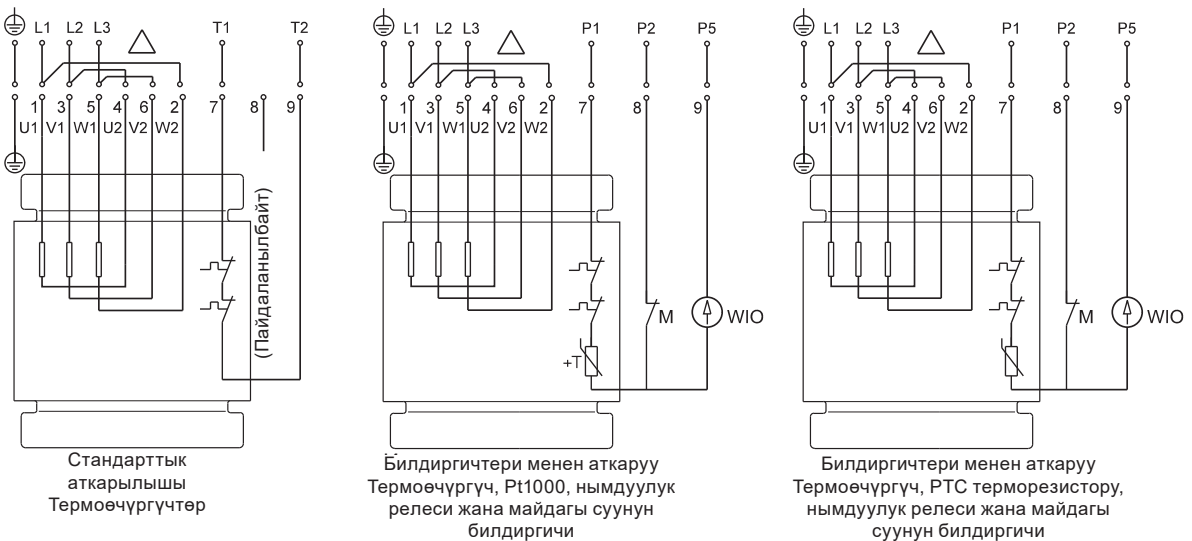 L1 L2 L3 T1 T2
1 3 5 4 6 2 7 8 9
U1 V1 W1 U2 V2 W2
(Пайдаланылбайт)
Стандарттык
аткарылышы
Термоөчүргүчтөр
L1 L2 L3 P1 P2 P5
1 3 5 4 6 2 7 8 9
U1 V1 W1 U2 V2 W2
M WIO
+T
Билдиргичтери менен аткаруу
Термоөчүргүч, Pt1000, нымдуулук
релеси жана майдагы суунун
билдиргичи
L1 L2 L3 P1 P2 P5
1 3 5 4 6 2 7 8 9
U1 V1 W1 U2 V2 W2
M WIO
Билдиргичтери менен аткаруу
Термоөчүргүч, PTC терморезистору,
нымдуулук релеси жана майдагы
суунун билдиргичи